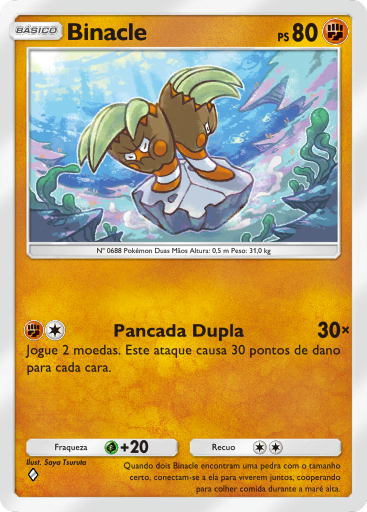 BÁSICO Binacle PS 80
Nº 0688 Pokémon Duas Mãos Altura: 0,5 m Peso: 31,0 kg
Pancada Dupla 30×
Jogue 2 moedas. Este ataque causa 30 pontos de dano
para cada cara.
Fraqueza +20 Recuo
Ilust. Saya Tsuruta
Quando dois Binacle encontram uma pedra com o tamanho
certo, conectam-se a ela para viverem juntos, cooperando
para colher comida durante a maré alta.